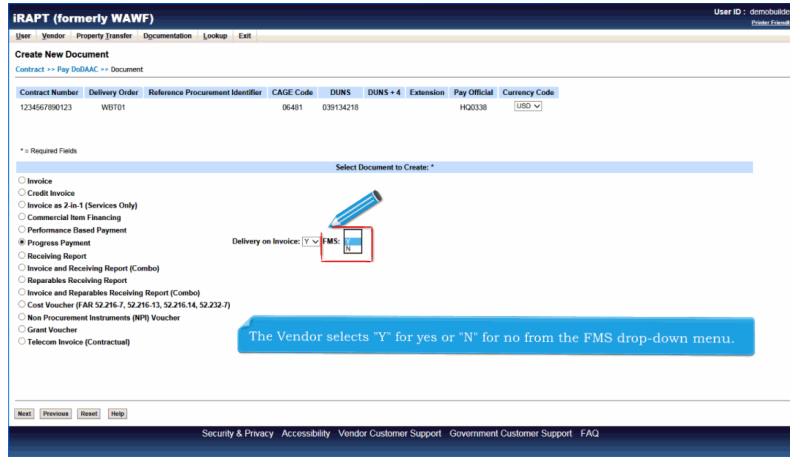 iRAPT (formerly WAWF)
User ID : demobuilde
Printer Friendl
User Vendor Property Transfer Documentation Lookup Exit
Create New Document
Contract >> Pay DoDAAC >> Document
Contract Number Delivery Order Reference Procurement Identifier CAGE Code DUNS DUNS + 4 Extension Pay Official Currency Code
1234567890123 WBT01 06481 039134218 HQ0338 USD
* = Required Fields
Select Document to Create: *
Invoice
Credit Invoice
Invoice as 2-in-1 (Services Only)
Commercial Item Financing
Performance Based Payment
Progress Payment Delivery on Invoice: Y FMS: Y
N
Receiving Report
Invoice and Receiving Report (Combo)
Reparables Receiving Report
Invoice and Reparables Receiving Report (Combo)
Cost Voucher (FAR 52.216-7, 52.216-13, 52.216.14, 52.232-7)
Non Procurement Instruments (NPI) Voucher
Grant Voucher
Telecom Invoice (Contractual)
The Vendor selects "Y" for yes or "N" for no from the FMS drop-down menu.
Next Previous Reset Help
Security & Privacy Accessibility Vendor Customer Support Government Customer Support FAQ